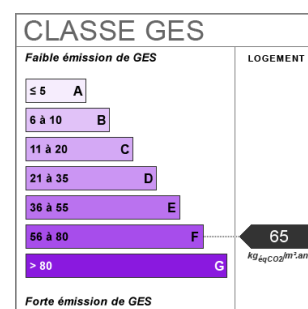 CLASSE GES
Faible émission de GES
LOGEMENT
≤ 5 A
6 à 10 B
11 à 20 C
21 à 35 D
36 à 55 E
56 à 80 F
65
kgéqCO2/m².an
> 80 G
Forte émission de GES